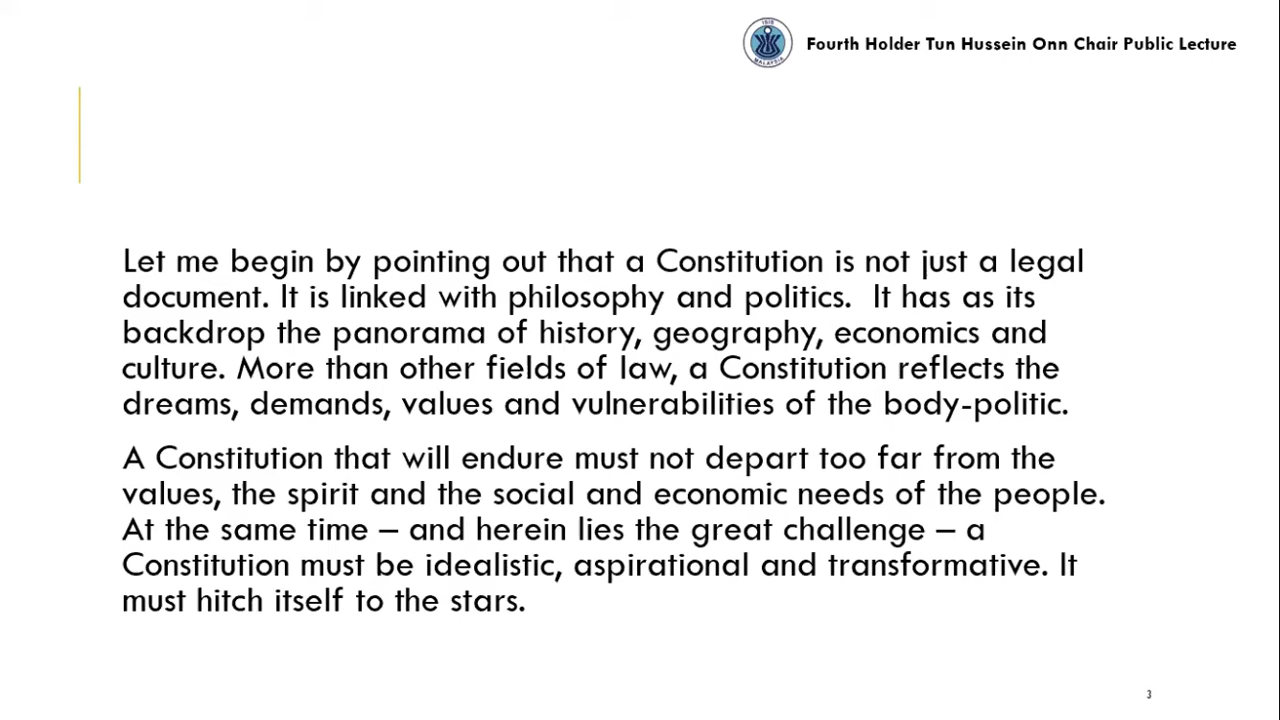 ISIS
MALAYSIA
Fourth Holder Tun Hussein Onn Chair Public Lecture
Let me begin by pointing out that a Constitution is not just a legal
document. It is linked with philosophy and politics.  It has as its
backdrop the panorama of history, geography, economics and
culture. More than other fields of law, a Constitution reflects the
dreams, demands, values and vulnerabilities of the body-politic.
A Constitution that will endure must not depart too far from the
values, the spirit and the social and economic needs of the people.
At the same time – and herein lies the great challenge – a
Constitution must be idealistic, aspirational and transformative. It
must hitch itself to the stars.
3